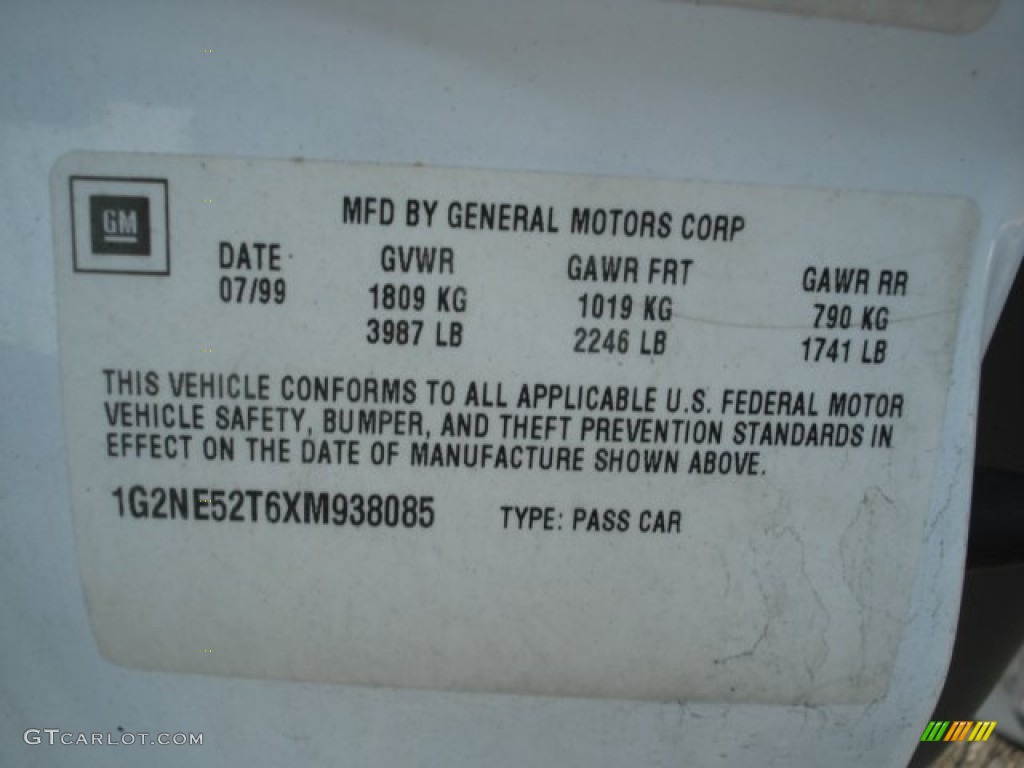 GM
MFD BY GENERAL MOTORS CORP
DATE GVWR GAWR FRT GAWR RR
07/99 1809 KG 1019 KG 790 KG
3987 LB 2246 LB 1741 LB
THIS VEHICLE CONFORMS TO ALL APPLICABLE U.S. FEDERAL MOTOR
VEHICLE SAFETY, BUMPER, AND THEFT PREVENTION STANDARDS IN
EFFECT ON THE DATE OF MANUFACTURE SHOWN ABOVE.
1G2NE52T6XM938085 TYPE: PASS CAR
GTCARLOT.COM